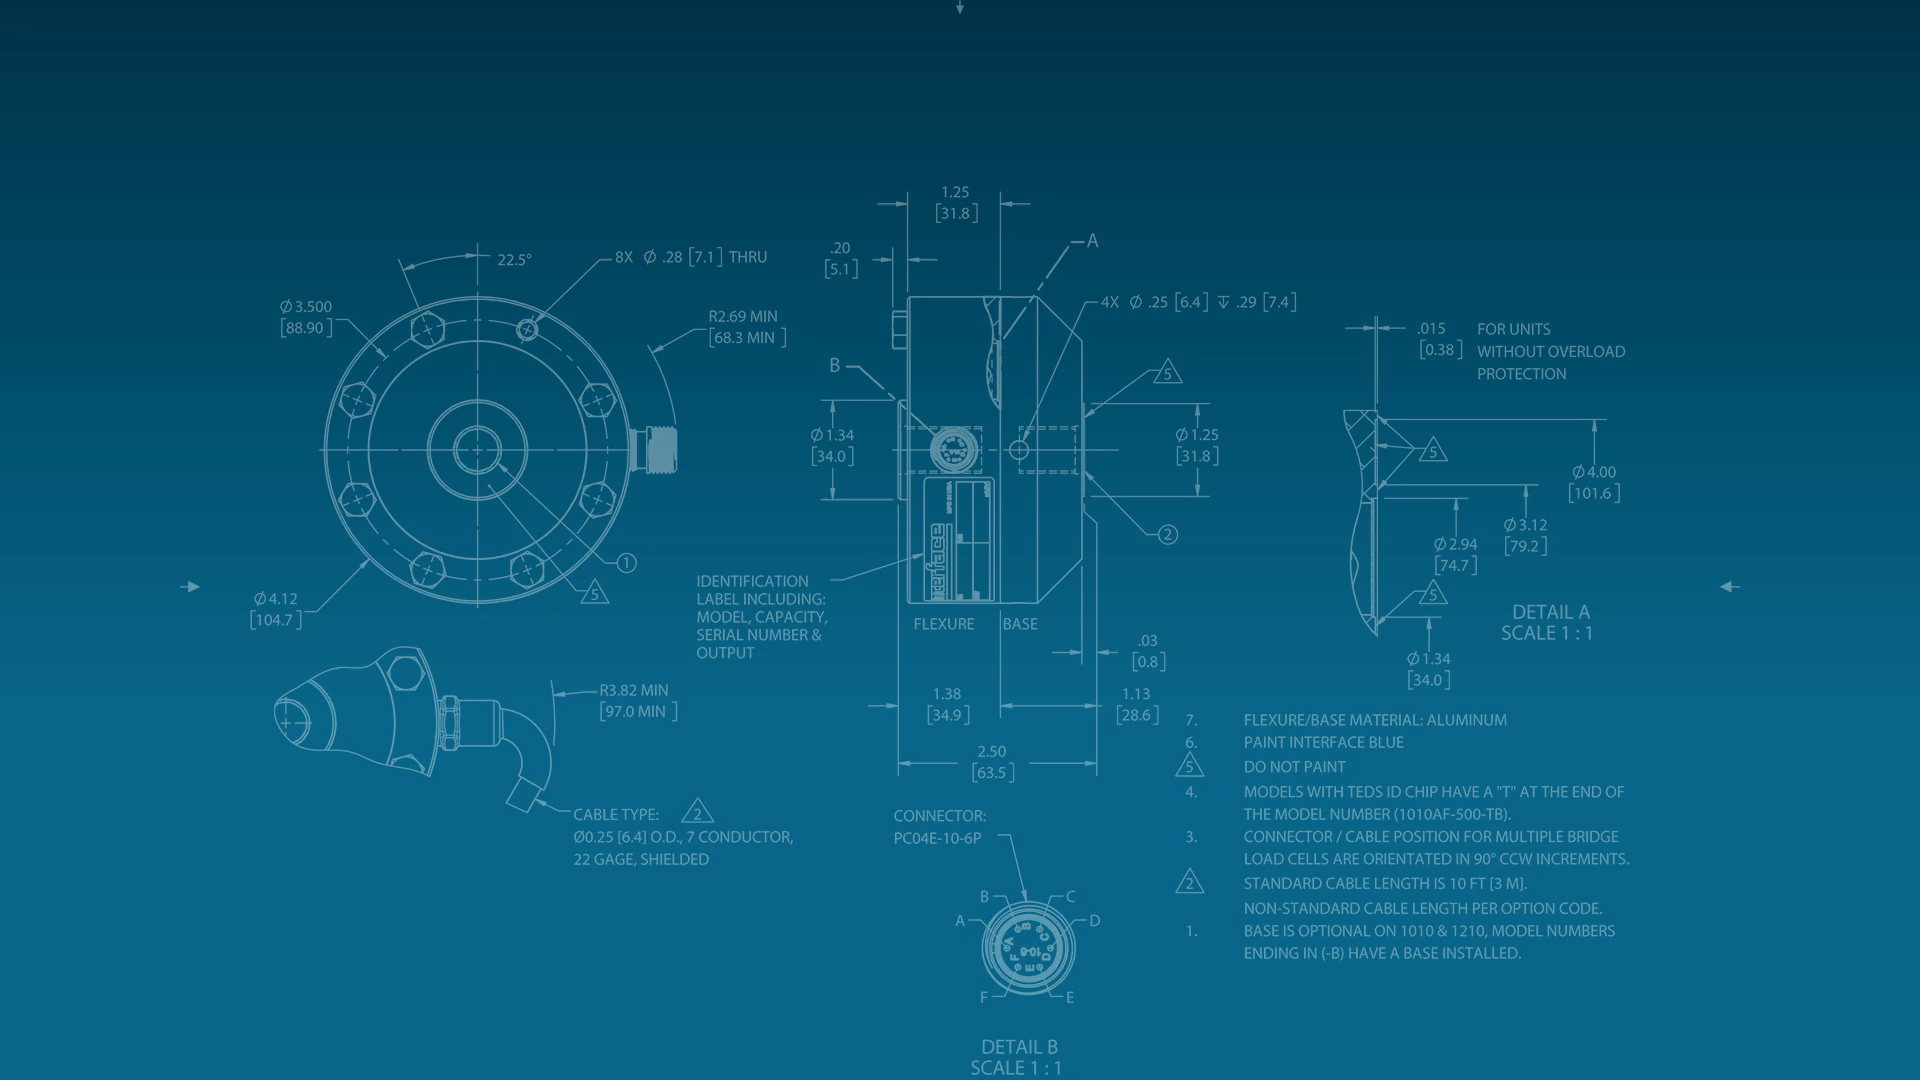 1.25
[31.8]
.20
[5.1]
A
22.5°
8X Ø .28 [7.1] THRU
Ø3.500
[88.90]
R2.69 MIN
[68.3 MIN ]
4X Ø .25 [6.4] ↧ .29 [7.4]
B
5
.015
[0.38]
FOR UNITS
WITHOUT OVERLOAD
PROTECTION
Ø1.34
[34.0]
Ø1.25
[31.8]
5
Ø4.00
[101.6]
Ø3.12
[79.2]
Ø2.94
[74.7]
2
1
5
5
Ø4.12
[104.7]
IDENTIFICATION
LABEL INCLUDING:
MODEL, CAPACITY,
SERIAL NUMBER &
OUTPUT
interface
FLEXURE
BASE
.03
[0.8]
DETAIL A
SCALE 1 : 1
Ø1.34
[34.0]
R3.82 MIN
[97.0 MIN ]
1.38
[34.9]
1.13
[28.6]
2.50
[63.5]
7. FLEXURE/BASE MATERIAL: ALUMINUM
6. PAINT INTERFACE BLUE
5 DO NOT PAINT
4. MODELS WITH TEDS ID CHIP HAVE A "T" AT THE END OF
THE MODEL NUMBER (1010AF-500-TB).
3. CONNECTOR / CABLE POSITION FOR MULTIPLE BRIDGE
LOAD CELLS ARE ORIENTATED IN 90° CCW INCREMENTS.
2 STANDARD CABLE LENGTH IS 10 FT [3 M].
NON-STANDARD CABLE LENGTH PER OPTION CODE.
1. BASE IS OPTIONAL ON 1010 & 1210, MODEL NUMBERS
ENDING IN (-B) HAVE A BASE INSTALLED.
CABLE TYPE: 2
Ø0.25 [6.4] O.D., 7 CONDUCTOR,
22 GAGE, SHIELDED
CONNECTOR:
PC04E-10-6P
B
C
A
D
B
A
C
10-6
F
D
E
F
E
DETAIL B
SCALE 1 : 1